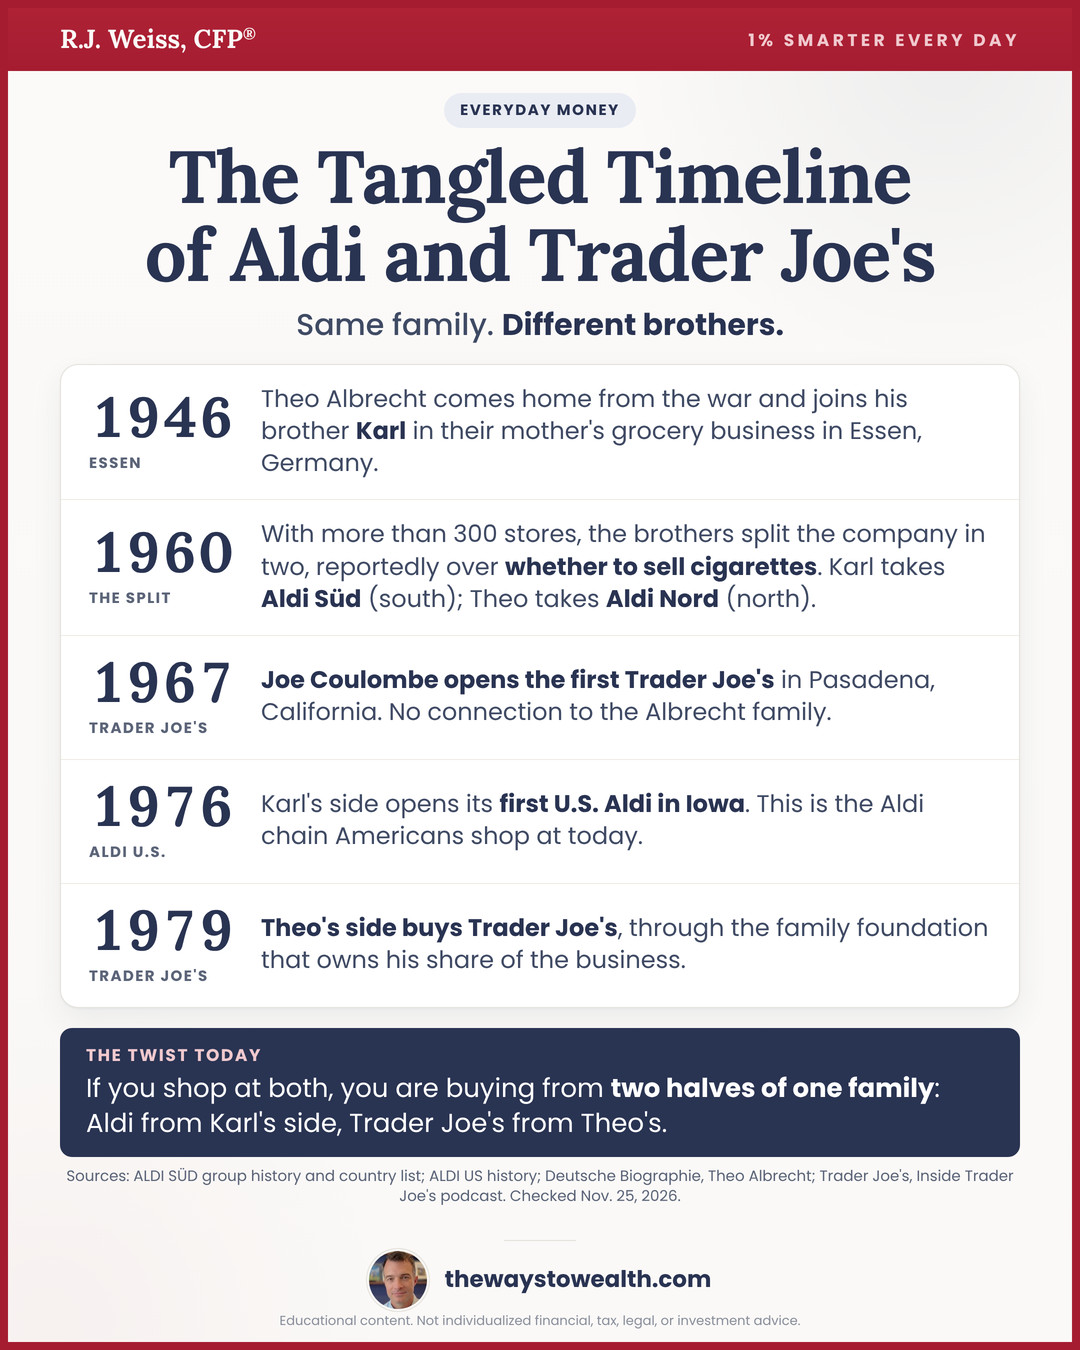 R.J. Weiss, CFP®
1% SMARTER EVERY DAY
EVERYDAY MONEY
The Tangled Timeline
of Aldi and Trader Joe's
Same family. Different brothers.
1946
ESSEN
Theo Albrecht comes home from the war and joins his
brother Karl in their mother's grocery business in Essen,
Germany.
1960
THE SPLIT
With more than 300 stores, the brothers split the company in
two, reportedly over whether to sell cigarettes. Karl takes
Aldi Süd (south); Theo takes Aldi Nord (north).
1967
TRADER JOE'S
Joe Coulombe opens the first Trader Joe's in Pasadena,
California. No connection to the Albrecht family.
1976
ALDI U.S.
Karl's side opens its first U.S. Aldi in Iowa. This is the Aldi
chain Americans shop at today.
1979
TRADER JOE'S
Theo's side buys Trader Joe's, through the family foundation
that owns his share of the business.
THE TWIST TODAY
If you shop at both, you are buying from two halves of one family:
Aldi from Karl's side, Trader Joe's from Theo's.
Sources: ALDI SÜD group history and country list; ALDI US history; Deutsche Biographie, Theo Albrecht; Trader Joe's, Inside Trader
Joe's podcast. Checked Nov. 25, 2026.
thewaystowealth.com
Educational content. Not individualized financial, tax, legal, or investment advice.